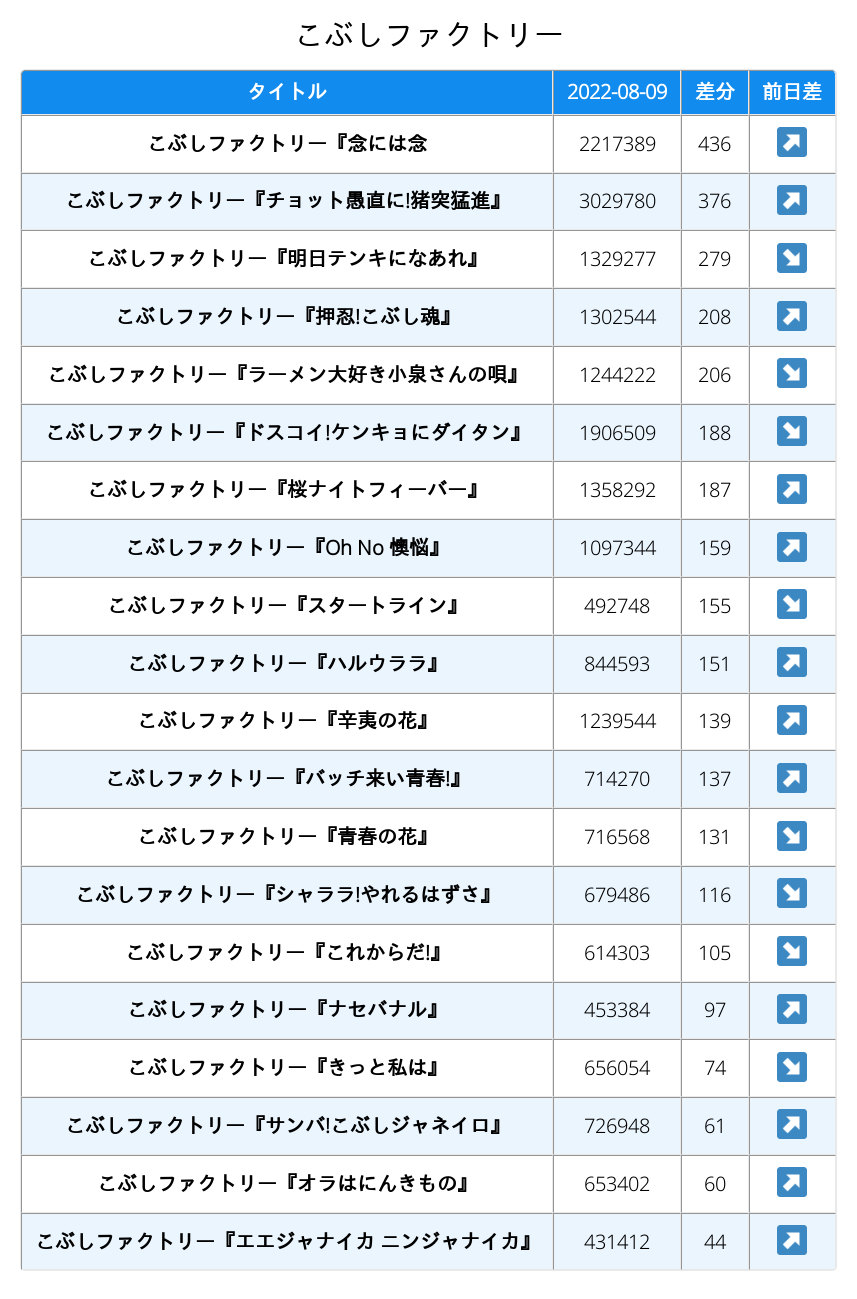 こぶしファクトリー
タイトル 2022-08-09 差分 前日差
こぶしファクトリー『念には念 2217389 436 ↗
こぶしファクトリー『チョット愚直に!猪突猛進』 3029780 376 ↗
こぶしファクトリー『明日テンキになあれ』 1329277 279 ↘
こぶしファクトリー『押忍!こぶし魂』 1302544 208 ↗
こぶしファクトリー『ラーメン大好き小泉さんの唄』 1244222 206 ↘
こぶしファクトリー『ドスコイ!ケンキョにダイタン』 1906509 188 ↘
こぶしファクトリー『桜ナイトフィーバー』 1358292 187 ↗
こぶしファクトリー『Oh No 懊悩』 1097344 159 ↗
こぶしファクトリー『スタートライン』 492748 155 ↘
こぶしファクトリー『ハルウララ』 844593 151 ↗
こぶしファクトリー『辛夷の花』 1239544 139 ↗
こぶしファクトリー『バッチ来い青春!』 714270 137 ↗
こぶしファクトリー『青春の花』 716568 131 ↘
こぶしファクトリー『シャララ!やれるはずさ』 679486 116 ↘
こぶしファクトリー『これからだ!』 614303 105 ↘
こぶしファクトリー『ナセバナル』 453384 97 ↗
こぶしファクトリー『きっと私は』 656054 74 ↘
こぶしファクトリー『サンバ!こぶしジャネイロ』 726948 61 ↗
こぶしファクトリー『オラはにんきもの』 653402 60 ↗
こぶしファクトリー『エエジャナイカ ニンジャナイカ』 431412 44 ↗